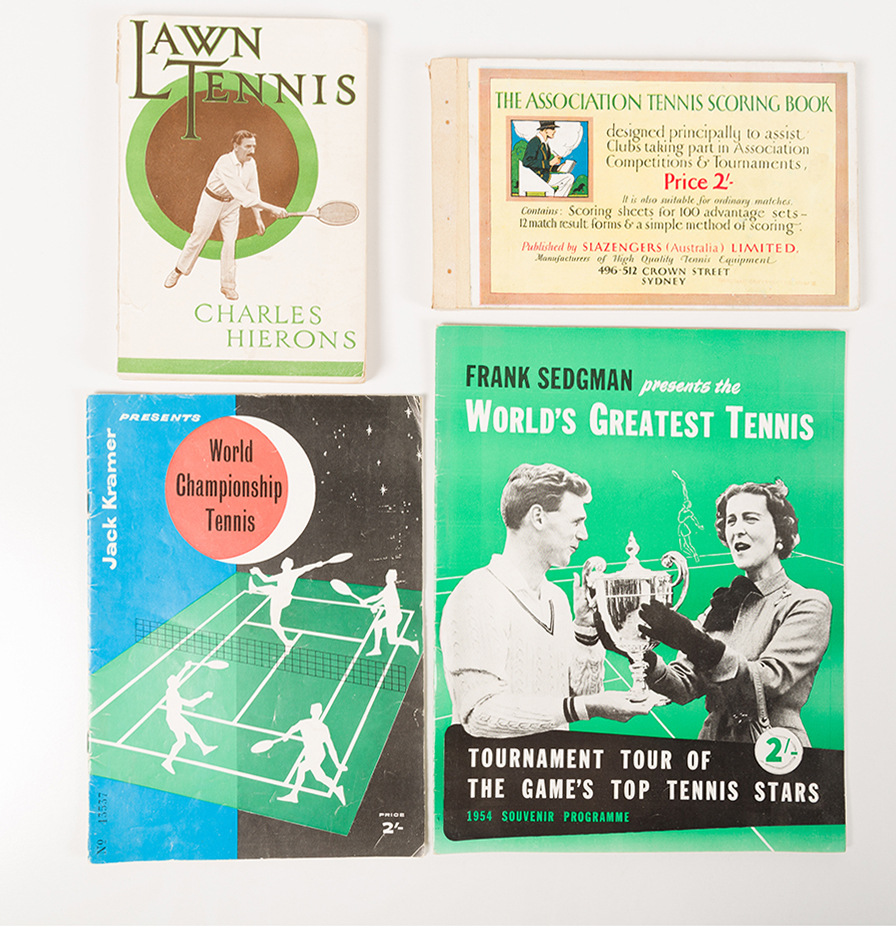 LAWN
TENNIS
CHARLES
HIERONS
THE ASSOCIATION TENNIS SCORING BOOK
designed principally to assist
Clubs taking part in Association
Competitions & Tournaments,
Price 2/-
It is also suitable for ordinary matches.
Contains: Scoring sheets for 100 advantage sets –
12 match result forms & a simple method of scoring.
Published by SLAZENGERS (Australia) LIMITED.
Manufacturers of High Quality Tennis Equipment
496-512 CROWN STREET
SYDNEY
Jack Kramer
PRESENTS
World
Championship
Tennis
No 15537
PRICE
2/-
FRANK SEDGMAN presents the
WORLD'S GREATEST TENNIS
2/-
TOURNAMENT TOUR OF
THE GAME'S TOP TENNIS STARS
1954 SOUVENIR PROGRAMME